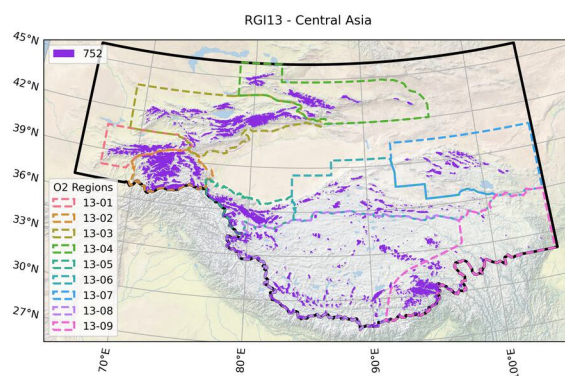 RGI13 - Central Asia
45°N
752
42°N
39°N
36°N
33°N
30°N
27°N
O2 Regions
13-01
13-02
13-03
13-04
13-05
13-06
13-07
13-08
13-09
70°E
80°E
90°E